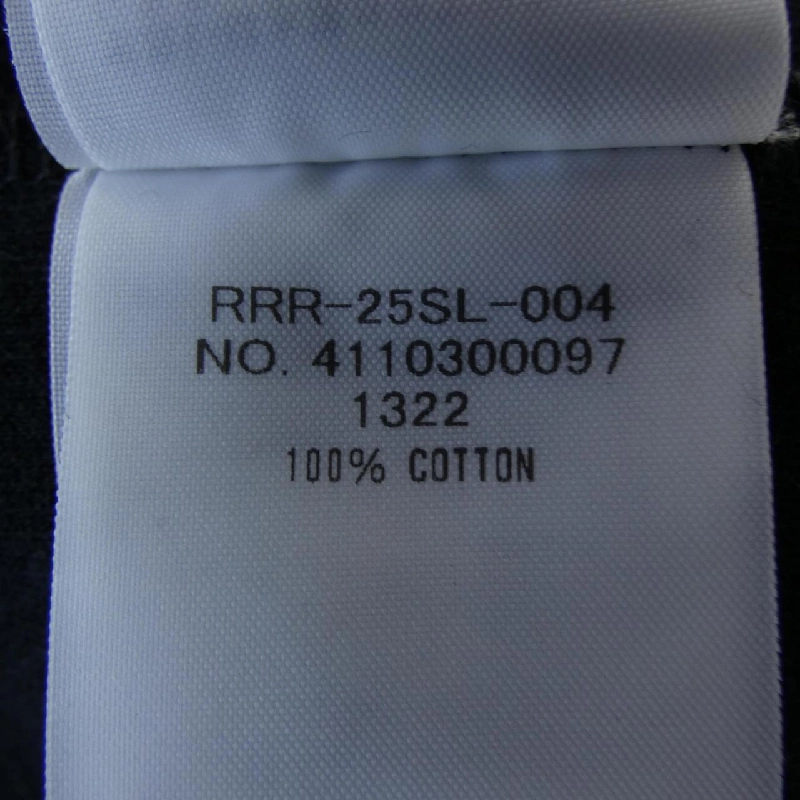 RRR-25SL-004
NO. 4110300097
1322
100% COTTON